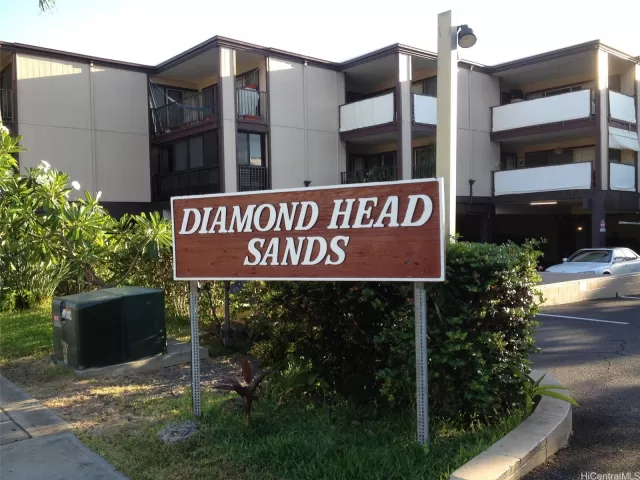 DIAMOND HEAD
SANDS
HiCentralMLS